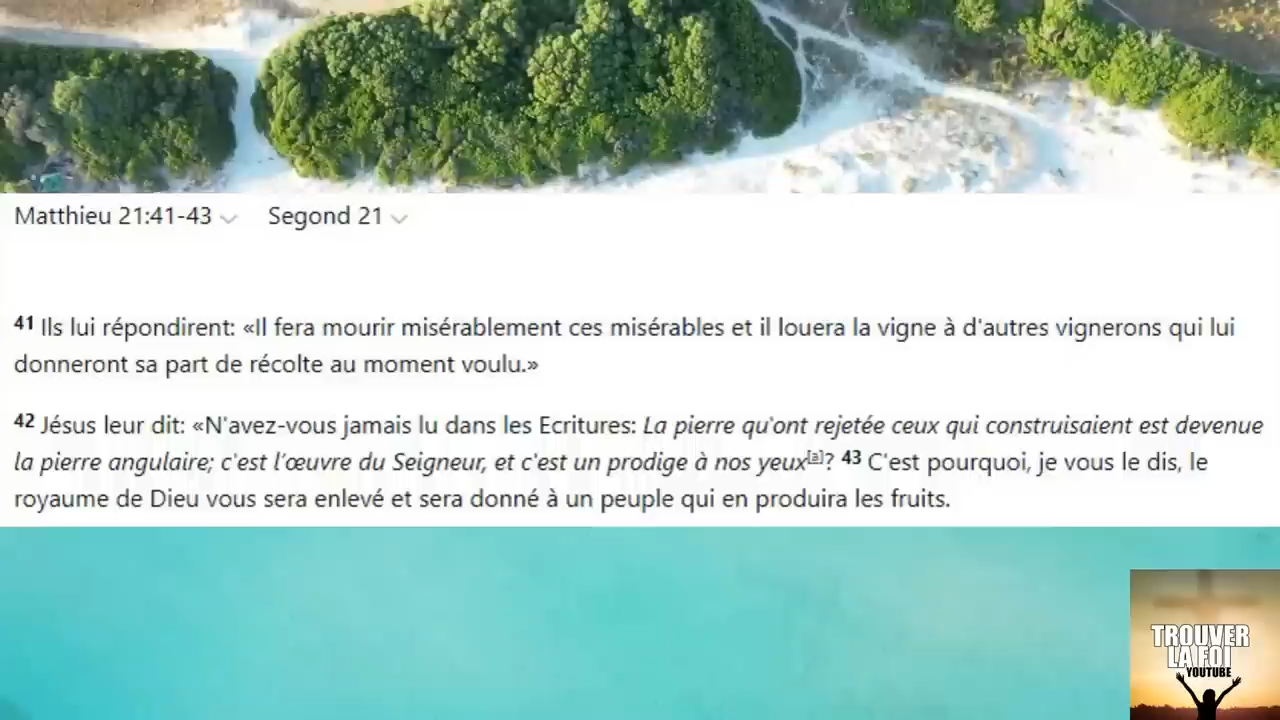 Matthieu 21:41-43 Segond 21
41 Ils lui répondirent: «Il fera mourir misérablement ces misérables et il louera la vigne à d'autres vignerons qui lui
donneront sa part de récolte au moment voulu.»
42 Jésus leur dit: «N'avez-vous jamais lu dans les Ecritures: La pierre qu'ont rejetée ceux qui construisaient est devenue
la pierre angulaire; c'est l'œuvre du Seigneur, et c'est un prodige à nos yeux[a]? 43 C'est pourquoi, je vous le dis, le
royaume de Dieu vous sera enlevé et sera donné à un peuple qui en produira les fruits.
TROUVER
LA FOI
YOUTUBE